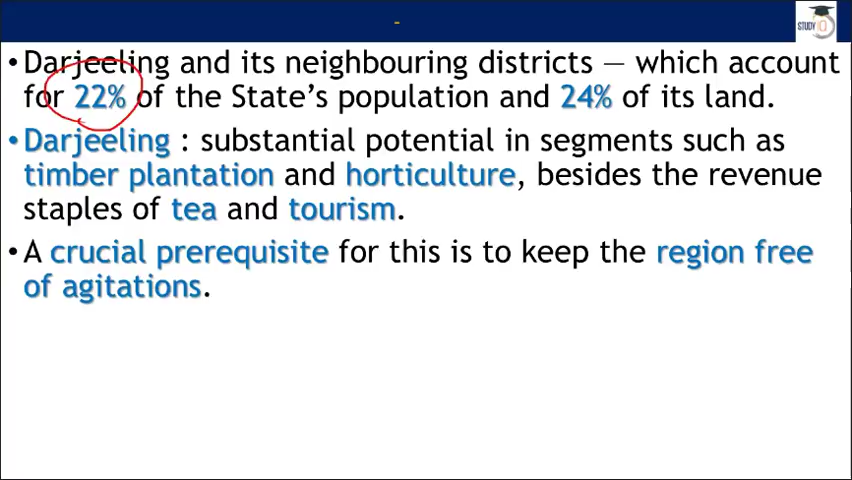 -
STUDY IQ
•Darjeeling and its neighbouring districts — which account
for 22% of the State’s population and 24% of its land.
•Darjeeling : substantial potential in segments such as
timber plantation and horticulture, besides the revenue
staples of tea and tourism.
•A crucial prerequisite for this is to keep the region free
of agitations.